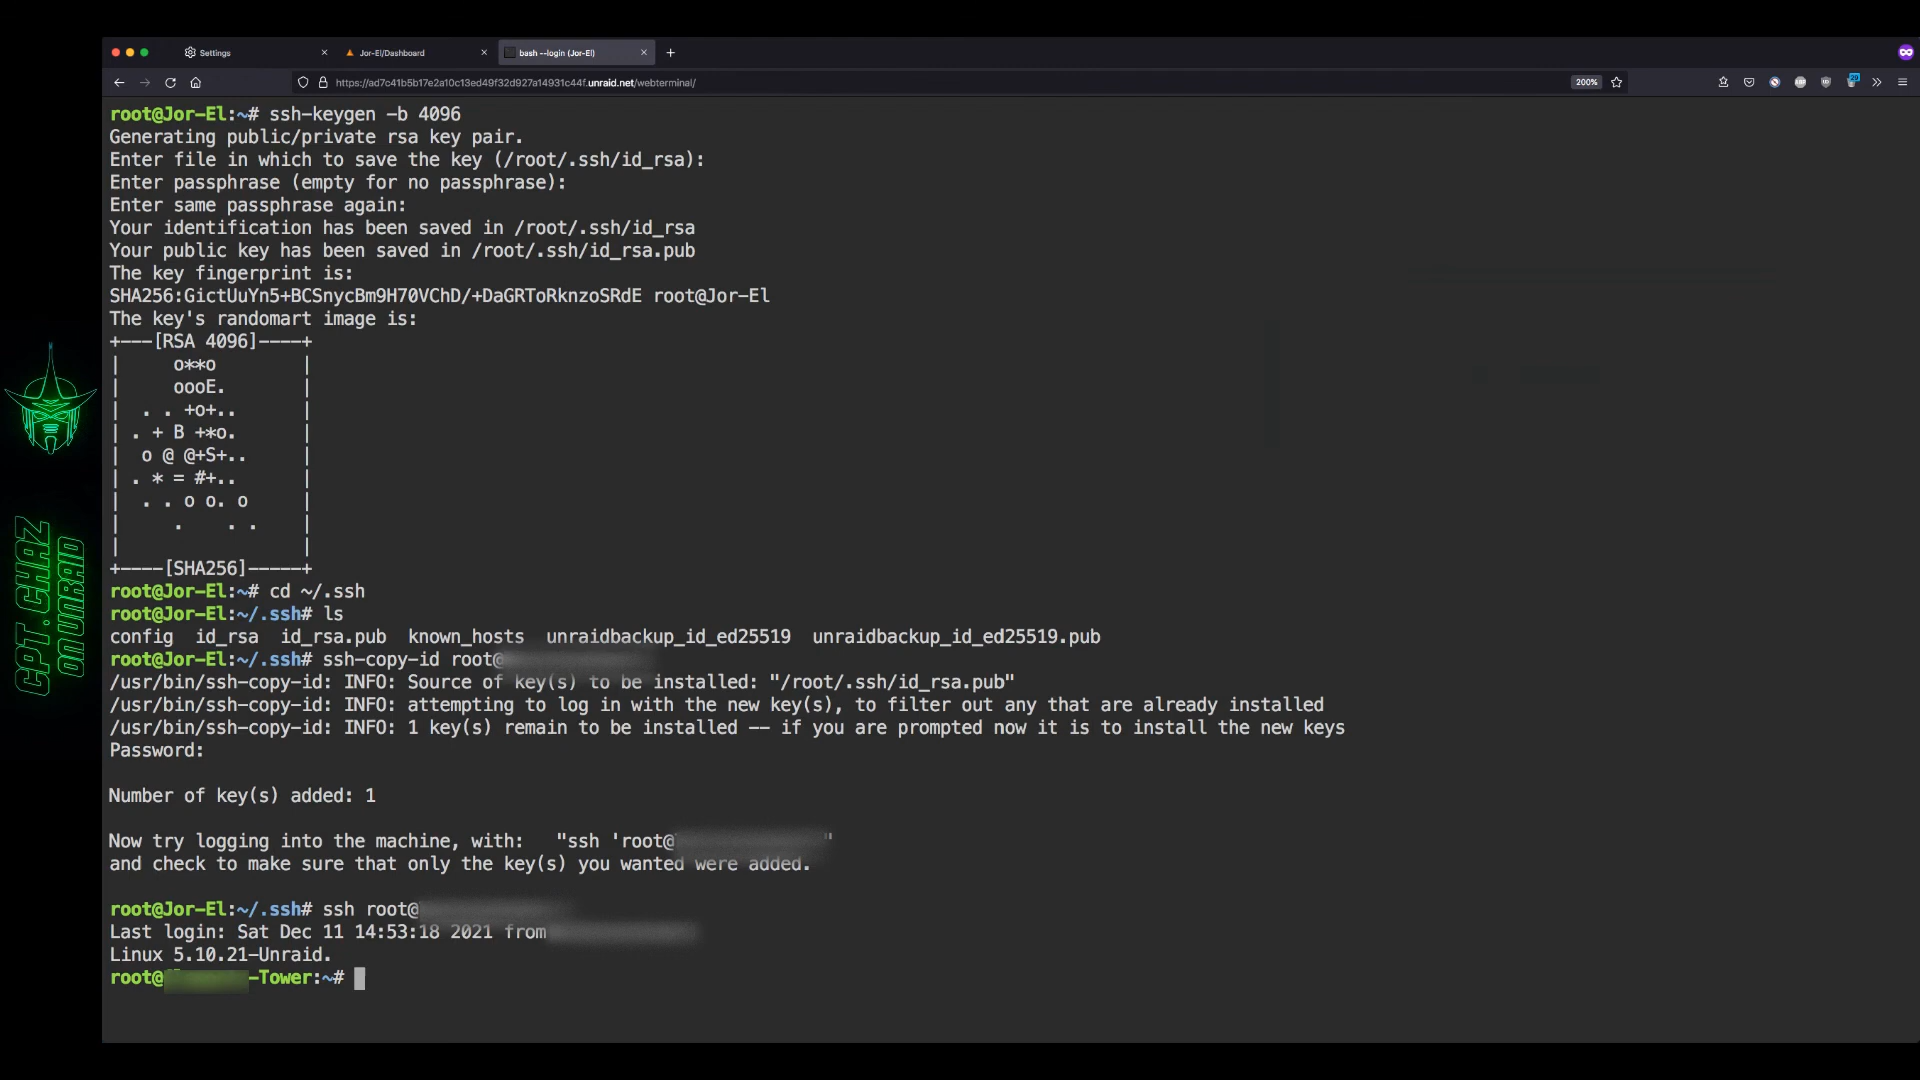 Settings
Jor-El/Dashboard
bash --login (Jor-El)
https://ad7c41b5b17e2a10c13ed49f32d927a14931c44f.unraid.net/webterminal/
200%
29
root@Jor-El:~# ssh-keygen -b 4096
Generating public/private rsa key pair.
Enter file in which to save the key (/root/.ssh/id_rsa):
Enter passphrase (empty for no passphrase):
Enter same passphrase again:
Your identification has been saved in /root/.ssh/id_rsa
Your public key has been saved in /root/.ssh/id_rsa.pub
The key fingerprint is:
SHA256:GictUuYn5+BCSnycBm9H70VChD/+DaGRToRknzoSRdE root@Jor-El
The key's randomart image is:
+---[RSA 4096]----+
|     o**o        |
|     oooE.       |
|  . . +o+..      |
| . + B +*o.      |
|  o @ @+S+..     |
| . * = #+..      |
|  . . o o. o     |
|     .    . .    |
|                 |
+----[SHA256]-----+
root@Jor-El:~# cd ~/.ssh
root@Jor-El:~/.ssh# ls
config  id_rsa  id_rsa.pub  known_hosts  unraidbackup_id_ed25519  unraidbackup_id_ed25519.pub
root@Jor-El:~/.ssh# ssh-copy-id root@
/usr/bin/ssh-copy-id: INFO: Source of key(s) to be installed: "/root/.ssh/id_rsa.pub"
/usr/bin/ssh-copy-id: INFO: attempting to log in with the new key(s), to filter out any that are already installed
/usr/bin/ssh-copy-id: INFO: 1 key(s) remain to be installed -- if you are prompted now it is to install the new keys
Password:
Number of key(s) added: 1
Now try logging into the machine, with:   "ssh 'root@ "
and check to make sure that only the key(s) you wanted were added.
root@Jor-El:~/.ssh# ssh root@
Last login: Sat Dec 11 14:53:18 2021 from
Linux 5.10.21-Unraid.
root@ -Tower:~#
CPT.CHAZ
ON UNRAID